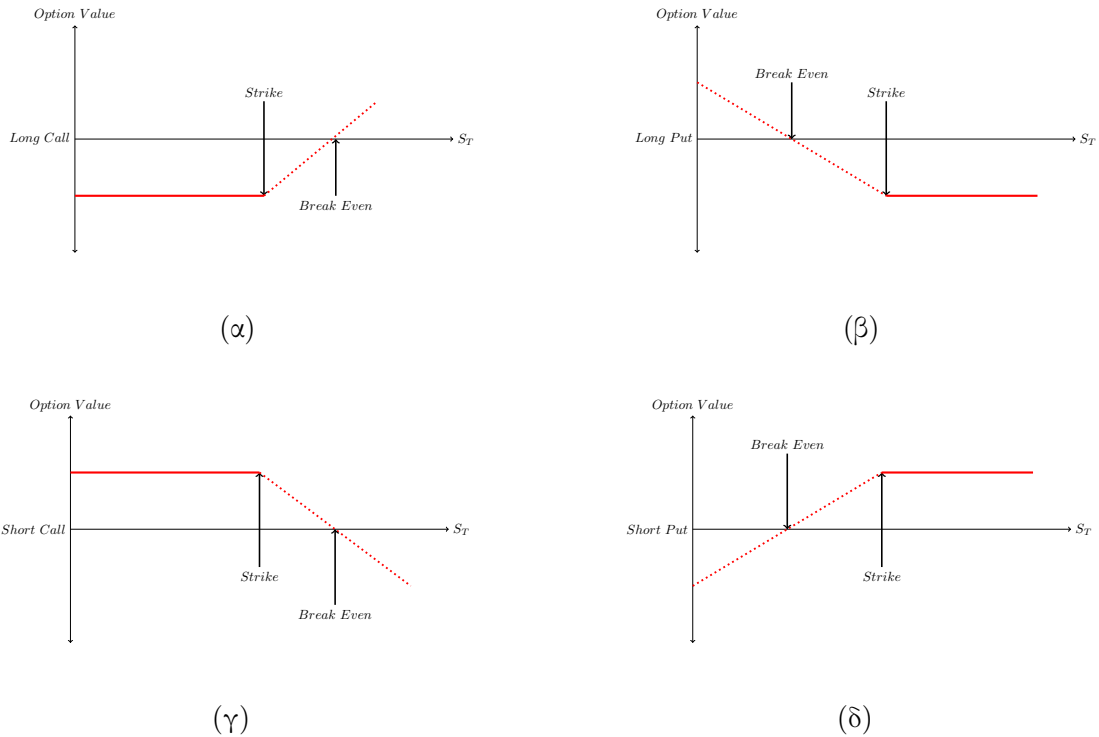 Option Value
Strike
Long Call
S_T
Break Even
(α)
Option Value
Break Even
Strike
Long Put
S_T
(β)
Option Value
Short Call
S_T
Strike
Break Even
(γ)
Option Value
Break Even
Short Put
S_T
Strike
(δ)